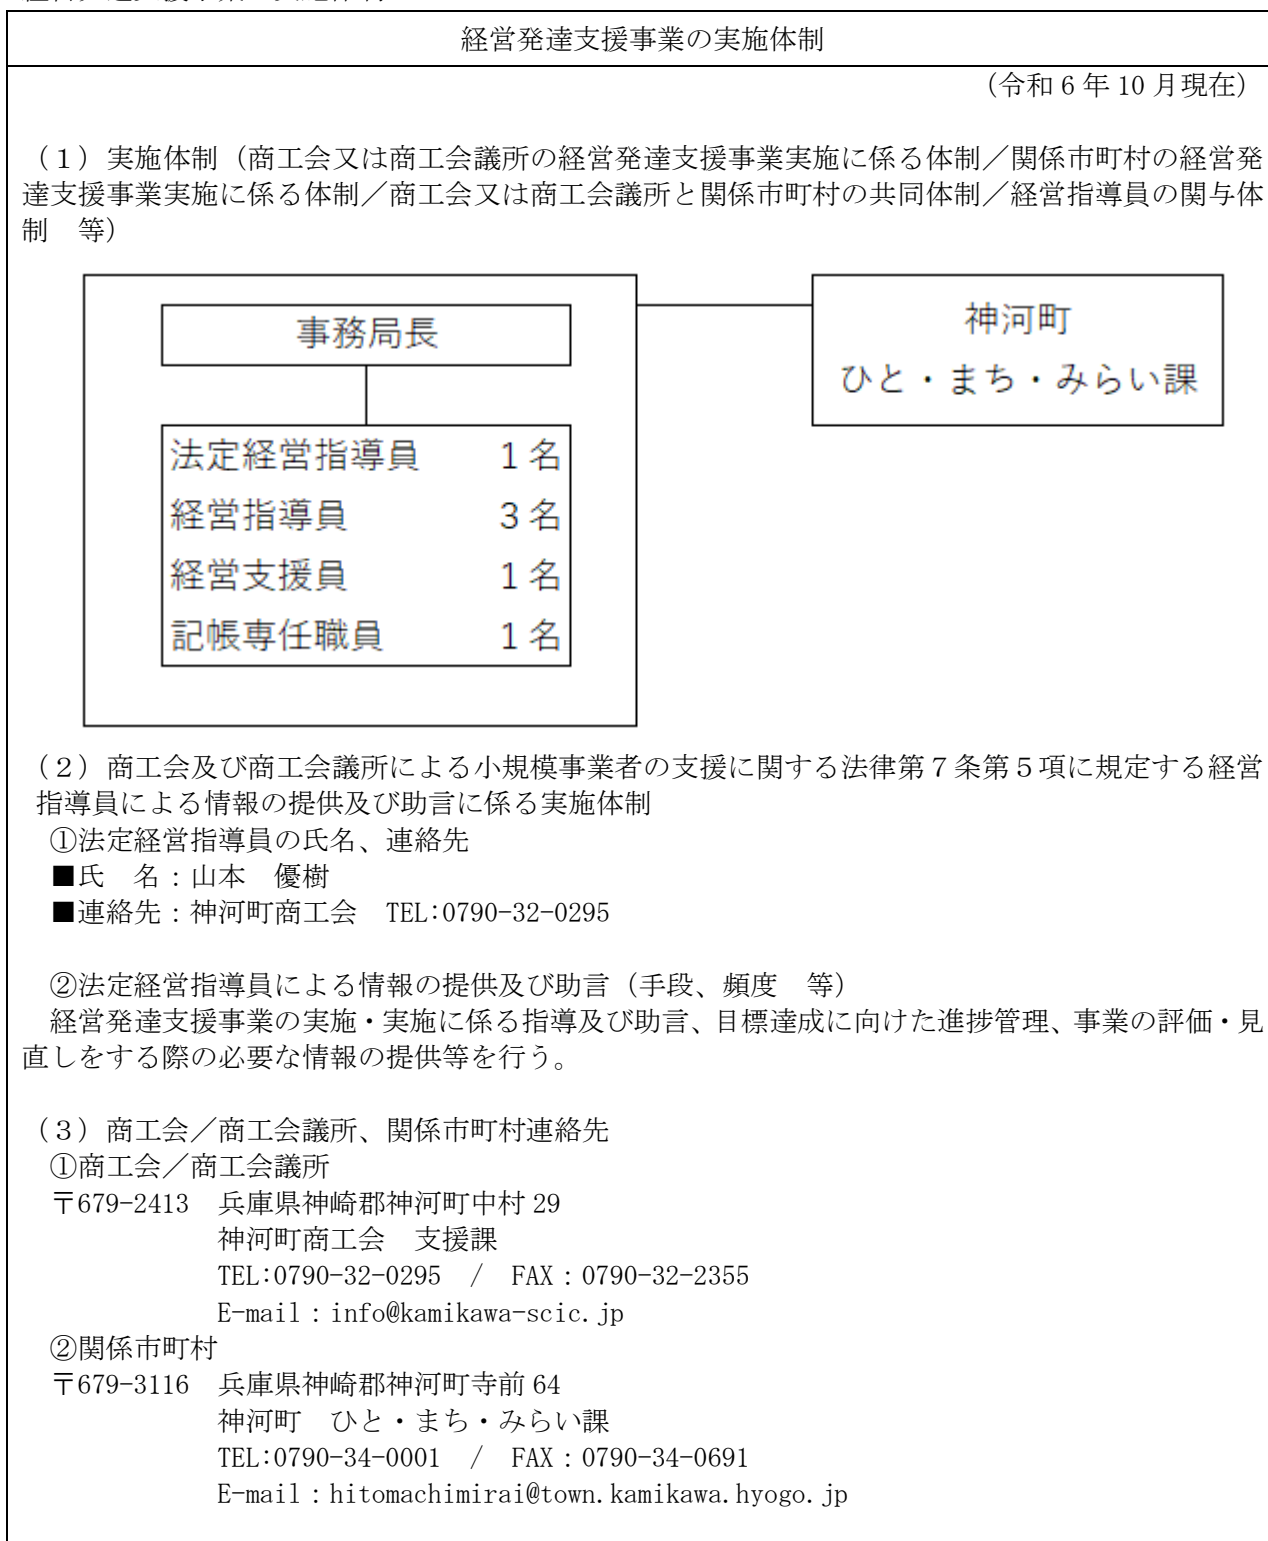 経営発達支援事業の実施体制
（令和 6 年 10 月現在）
（１）実施体制（商工会又は商工会議所の経営発達支援事業実施に係る体制／関係市町村の経営発
達支援事業実施に係る体制／商工会又は商工会議所と関係市町村の共同体制／経営指導員の関与体
制　等）
事務局長
神河町
ひと・まち・みらい課
法定経営指導員　1 名
経営指導員　3 名
経営支援員　1 名
記帳専任職員　1 名
（２）商工会及び商工会議所による小規模事業者の支援に関する法律第７条第５項に規定する経営
指導員による情報の提供及び助言に係る実施体制
①法定経営指導員の氏名、連絡先
■氏　名：山本　優樹
■連絡先：神河町商工会　TEL:0790-32-0295
②法定経営指導員による情報の提供及び助言（手段、頻度　等）
経営発達支援事業の実施・実施に係る指導及び助言、目標達成に向けた進捗管理、事業の評価・見
直しをする際の必要な情報の提供等を行う。
（３）商工会／商工会議所、関係市町村連絡先
①商工会／商工会議所
〒679-2413　兵庫県神崎郡神河町中村 29
神河町商工会　支援課
TEL:0790-32-0295　/　FAX：0790-32-2355
E-mail：info@kamikawa-scic.jp
②関係市町村
〒679-3116　兵庫県神崎郡神河町寺前 64
神河町　ひと・まち・みらい課
TEL:0790-34-0001　/　FAX：0790-34-0691
E-mail：hitomachimirai@town.kamikawa.hyogo.jp